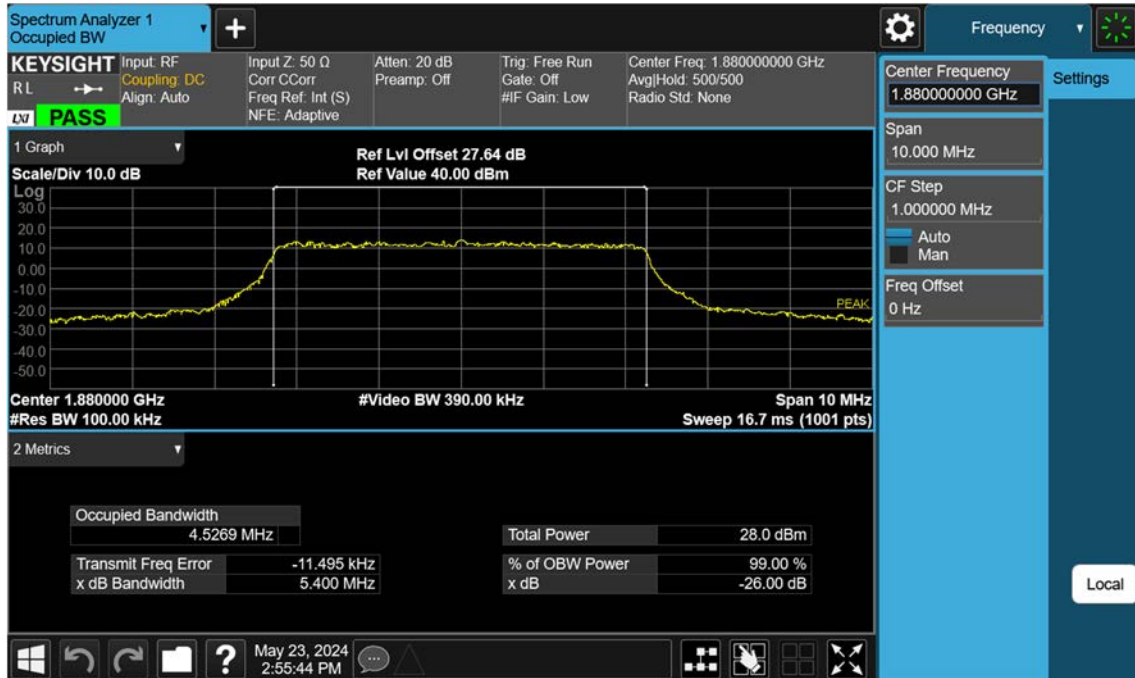 Spectrum Analyzer 1
Occupied BW
Frequency
KEYSIGHT
RL
LXI
PASS
Input: RF
Coupling: DC
Align: Auto
Input Z: 50 Ω
Corr CCorr
Freq Ref: Int (S)
NFE: Adaptive
Atten: 20 dB
Preamp: Off
Trig: Free Run
Gate: Off
#IF Gain: Low
Center Freq: 1.880000000 GHz
Avg|Hold: 500/500
Radio Std: None
1 Graph
Scale/Div 10.0 dB
Ref Lvl Offset 27.64 dB
Ref Value 40.00 dBm
Log
30.0
20.0
10.0
0.00
-10.0
-20.0
-30.0
-40.0
-50.0
PEAK
Center 1.880000 GHz
#Video BW 390.00 kHz
Span 10 MHz
#Res BW 100.00 kHz
Sweep 16.7 ms (1001 pts)
2 Metrics
Occupied Bandwidth
4.5269 MHz
Total Power 28.0 dBm
Transmit Freq Error -11.495 kHz
% of OBW Power 99.00 %
x dB Bandwidth 5.400 MHz
x dB -26.00 dB
?
May 23, 2024
2:55:44 PM
Center Frequency
1.880000000 GHz
Settings
Span
10.000 MHz
CF Step
1.000000 MHz
Auto
Man
Freq Offset
0 Hz
Local